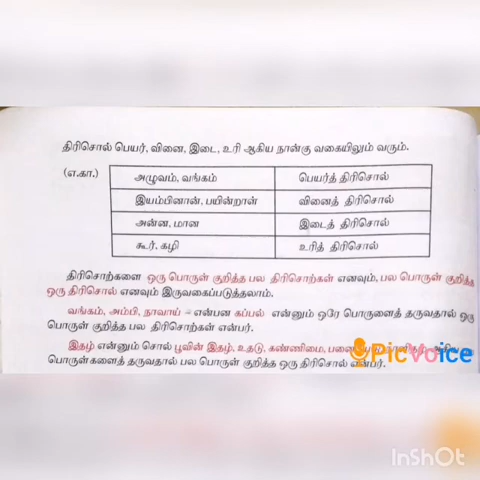 திரிசொல் பெயர், வினை, இடை, உரி ஆகிய நான்கு வகையிலும் வரும்.
(எ.கா.) அழுவம், வங்கம் பெயர்த் திரிசொல்
இயம்பினான், பயின்றாள் வினைத் திரிசொல்
அன்ன, மான இடைத் திரிசொல்
கூர், கழி உரித் திரிசொல்
திரிசொற்களை ஒரு பொருள் குறித்த பல திரிசொற்கள் எனவும், பல பொருள் குறித்த
ஒரு திரிசொல் எனவும் இருவகைப்படுத்தலாம்.
வங்கம், அம்பி, நாவாய் - என்பன கப்பல் என்னும் ஒரே பொருளைத் தருவதால் ஒரு
பொருள் குறித்த பல திரிசொற்கள் என்பர்.
இதழ் என்னும் சொல் பூவின் இதழ், உதடு, கண்ணிமை,
பொருள்களைத் தருவதால் பல பொருள் குறித்த ஒரு திரிசொல் என்பர்.
PicVoice
InShOt